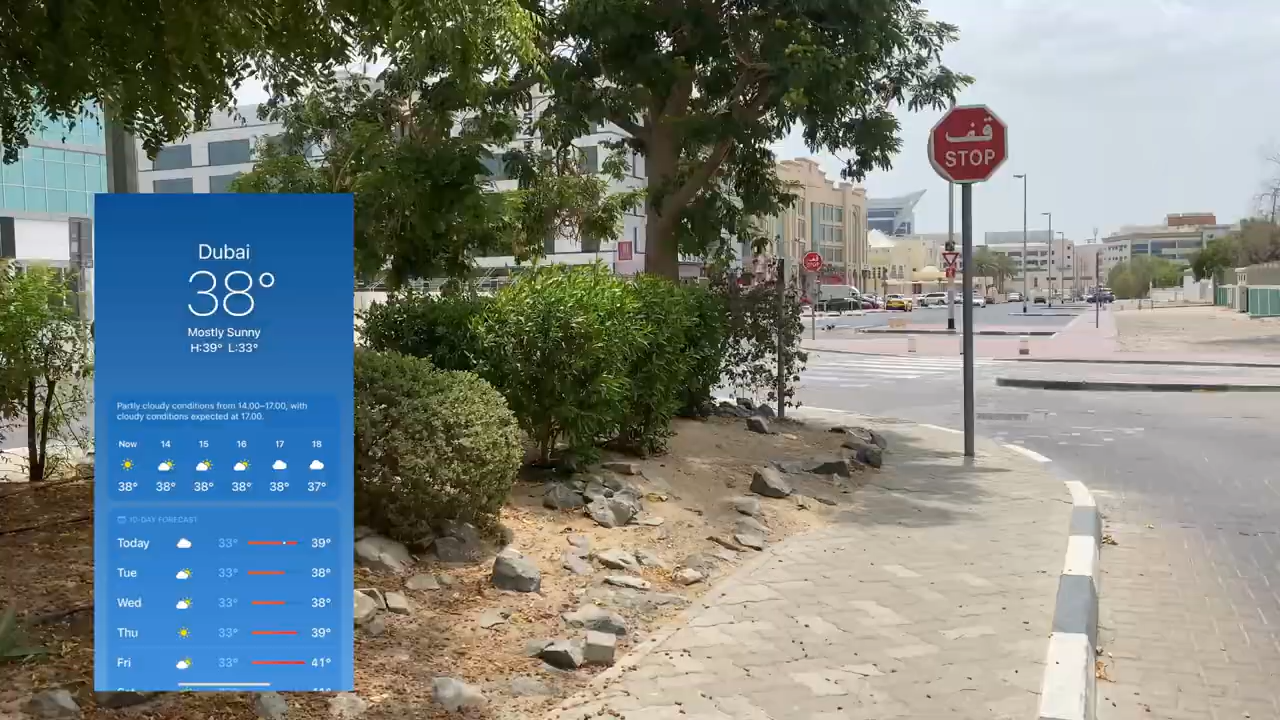 Dubai
38°
Mostly Sunny
H:39° L:33°
Partly cloudy conditions from 14:00–17:00, with
cloudy conditions expected at 17:00.
Now 14 15 16 17 18
38° 38° 38° 38° 38° 37°
10-DAY FORECAST
Today 33° 39°
Tue 33° 38°
Wed 33° 38°
Thu 33° 39°
Fri 33° 41°
قف
STOP
قف
STOP